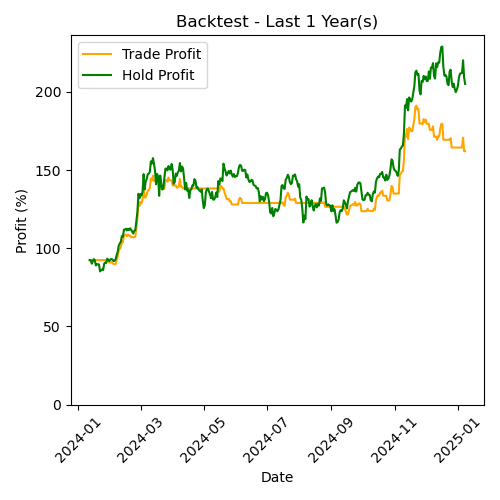 Backtest - Last 1 Year(s)
Trade Profit
Hold Profit
Profit (%)
200
150
100
50
0
2024-01
2024-03
2024-05
2024-07
2024-09
2024-11
2025-01
Date